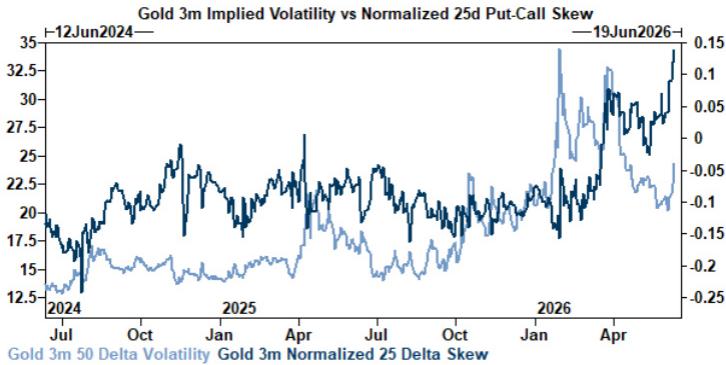 Gold 3m Implied Volatility vs Normalized 25d Put-Call Skew
12Jun2024 19Jun2026
35 0.15
32.5 0.1
30 0.05
27.5 0
25 -0.05
22.5 -0.1
20 -0.15
17.5 -0.2
15 -0.25
12.5
2024 2025 2026
Jul Oct Jan Apr Jul Oct Jan Apr
Gold 3m 50 Delta Volatility Gold 3m Normalized 25 Delta Skew